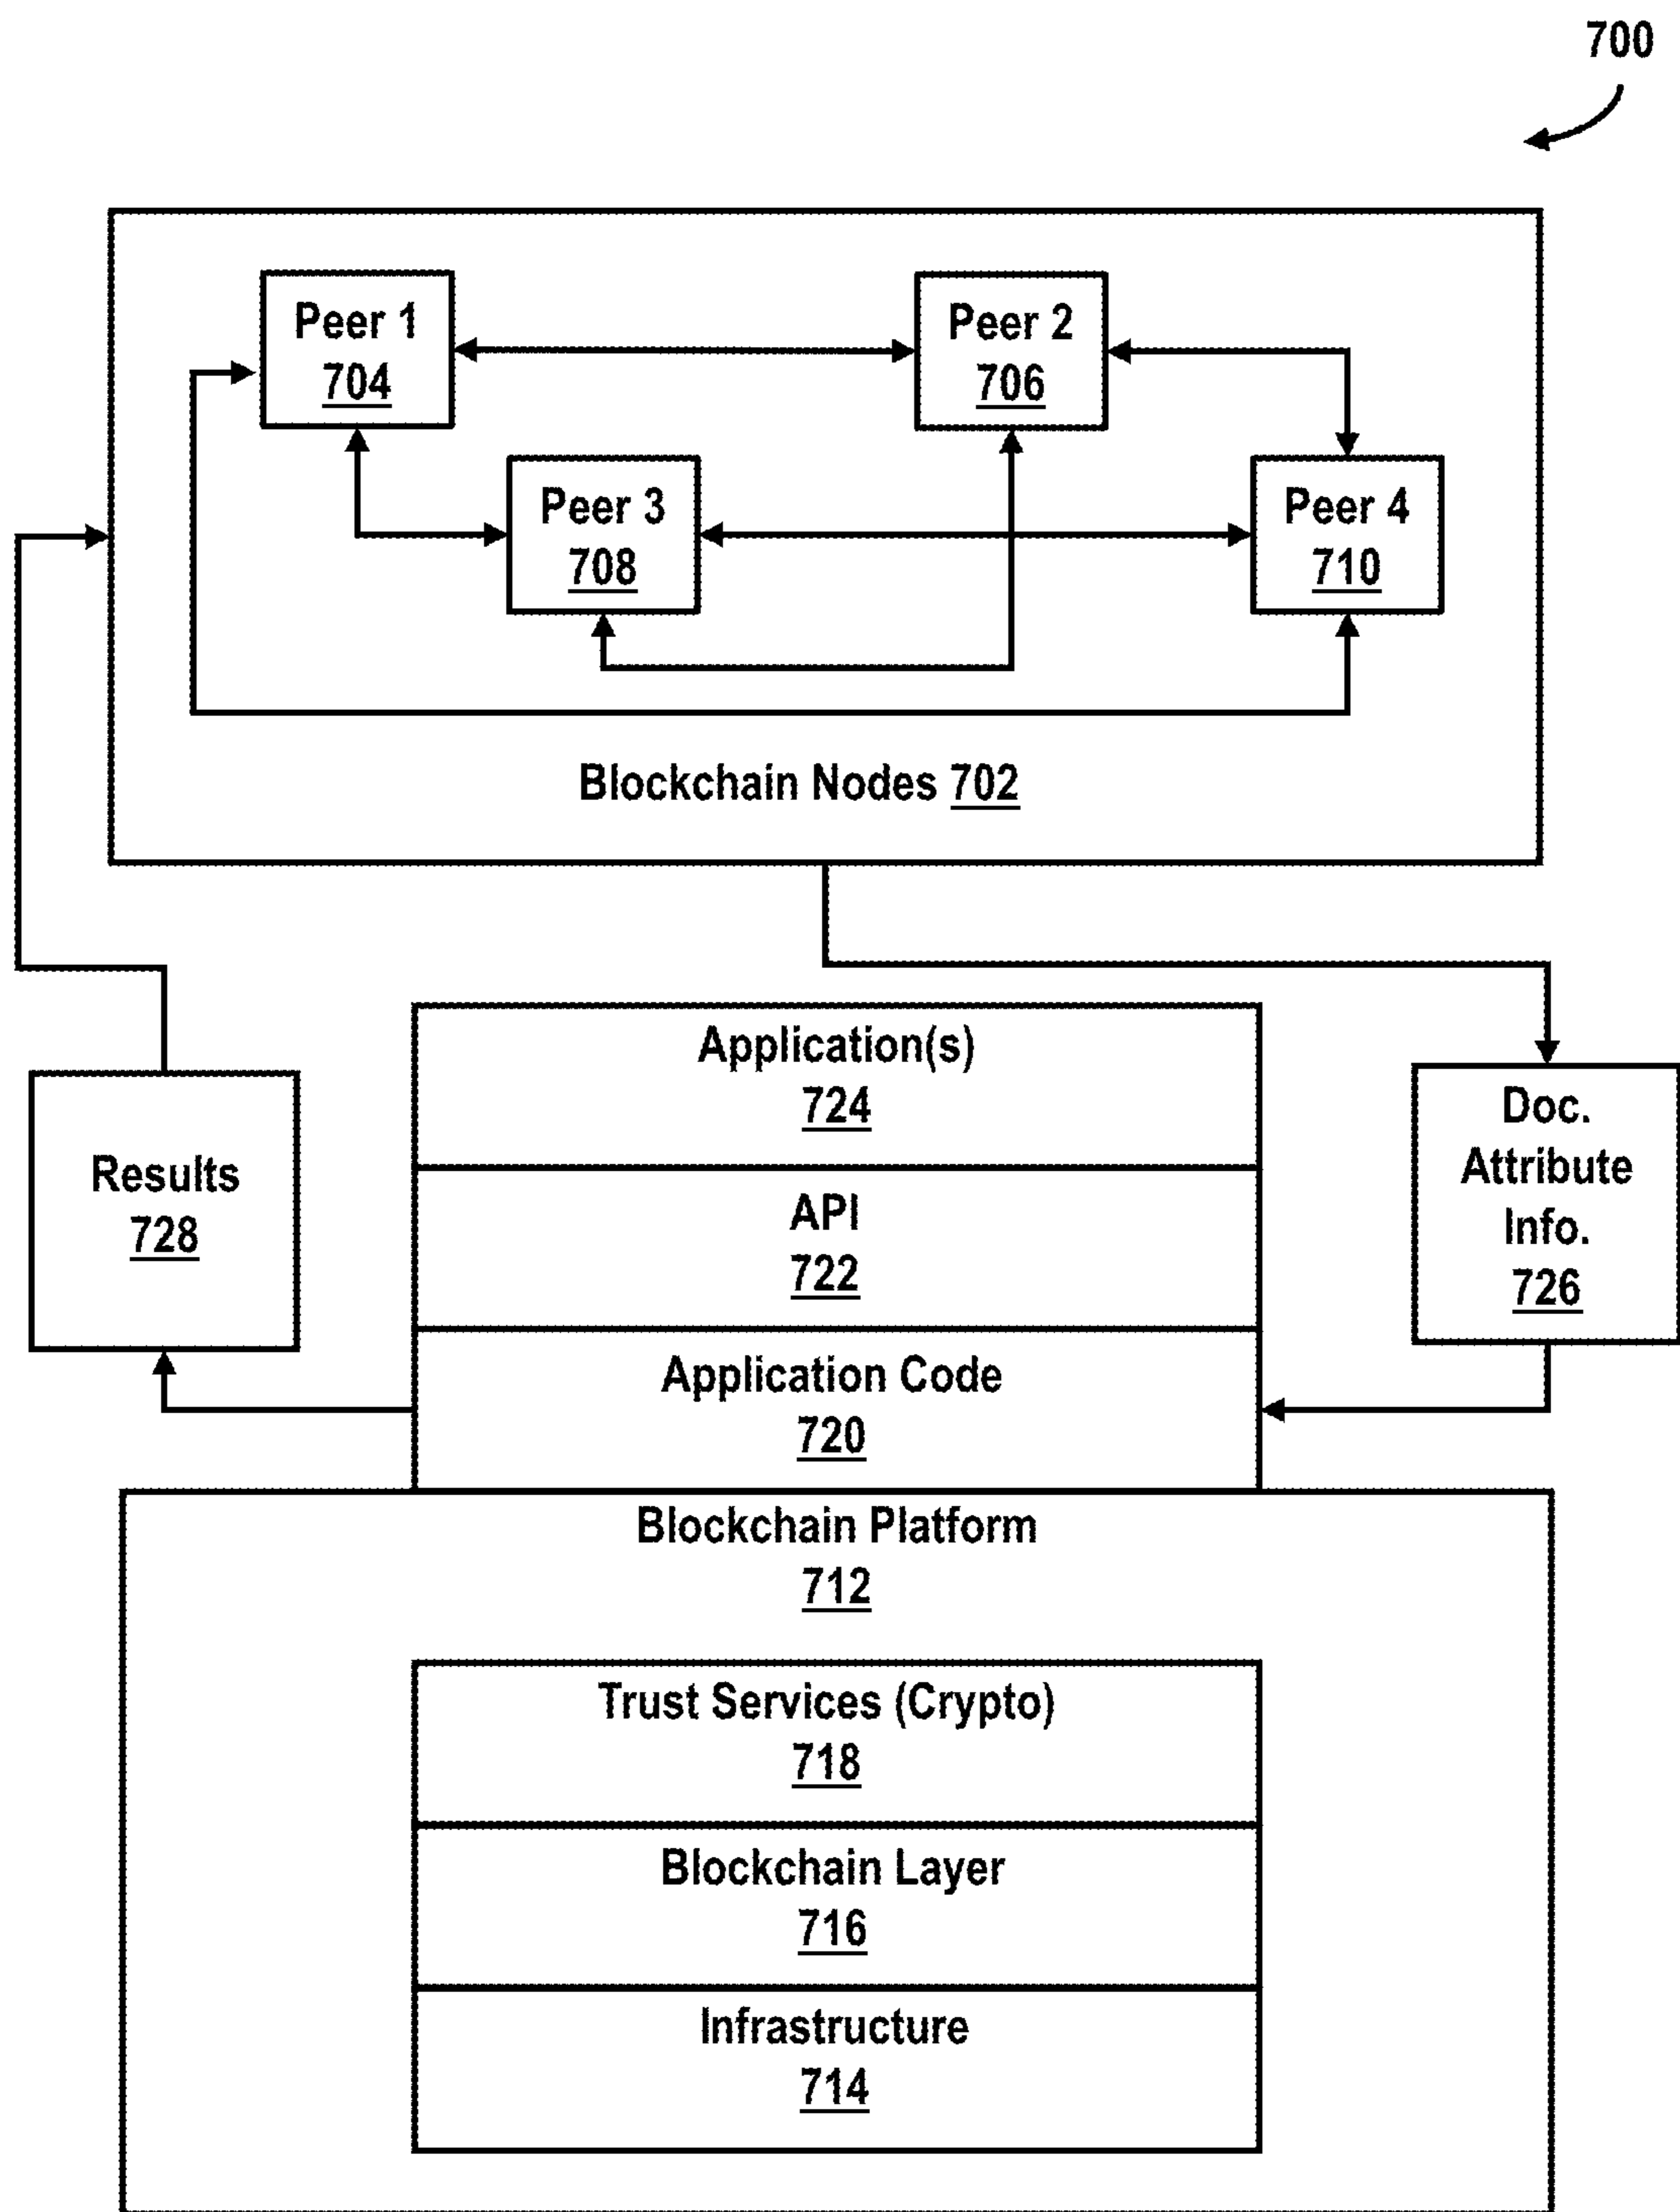 700
Peer 1
704
Peer 2
706
Peer 3
708
Peer 4
710
Blockchain Nodes 702
Application(s)
724
API
722
Application Code
720
Results
728
Doc.
Attribute
Info.
726
Blockchain Platform
712
Trust Services (Crypto)
718
Blockchain Layer
716
Infrastructure
714